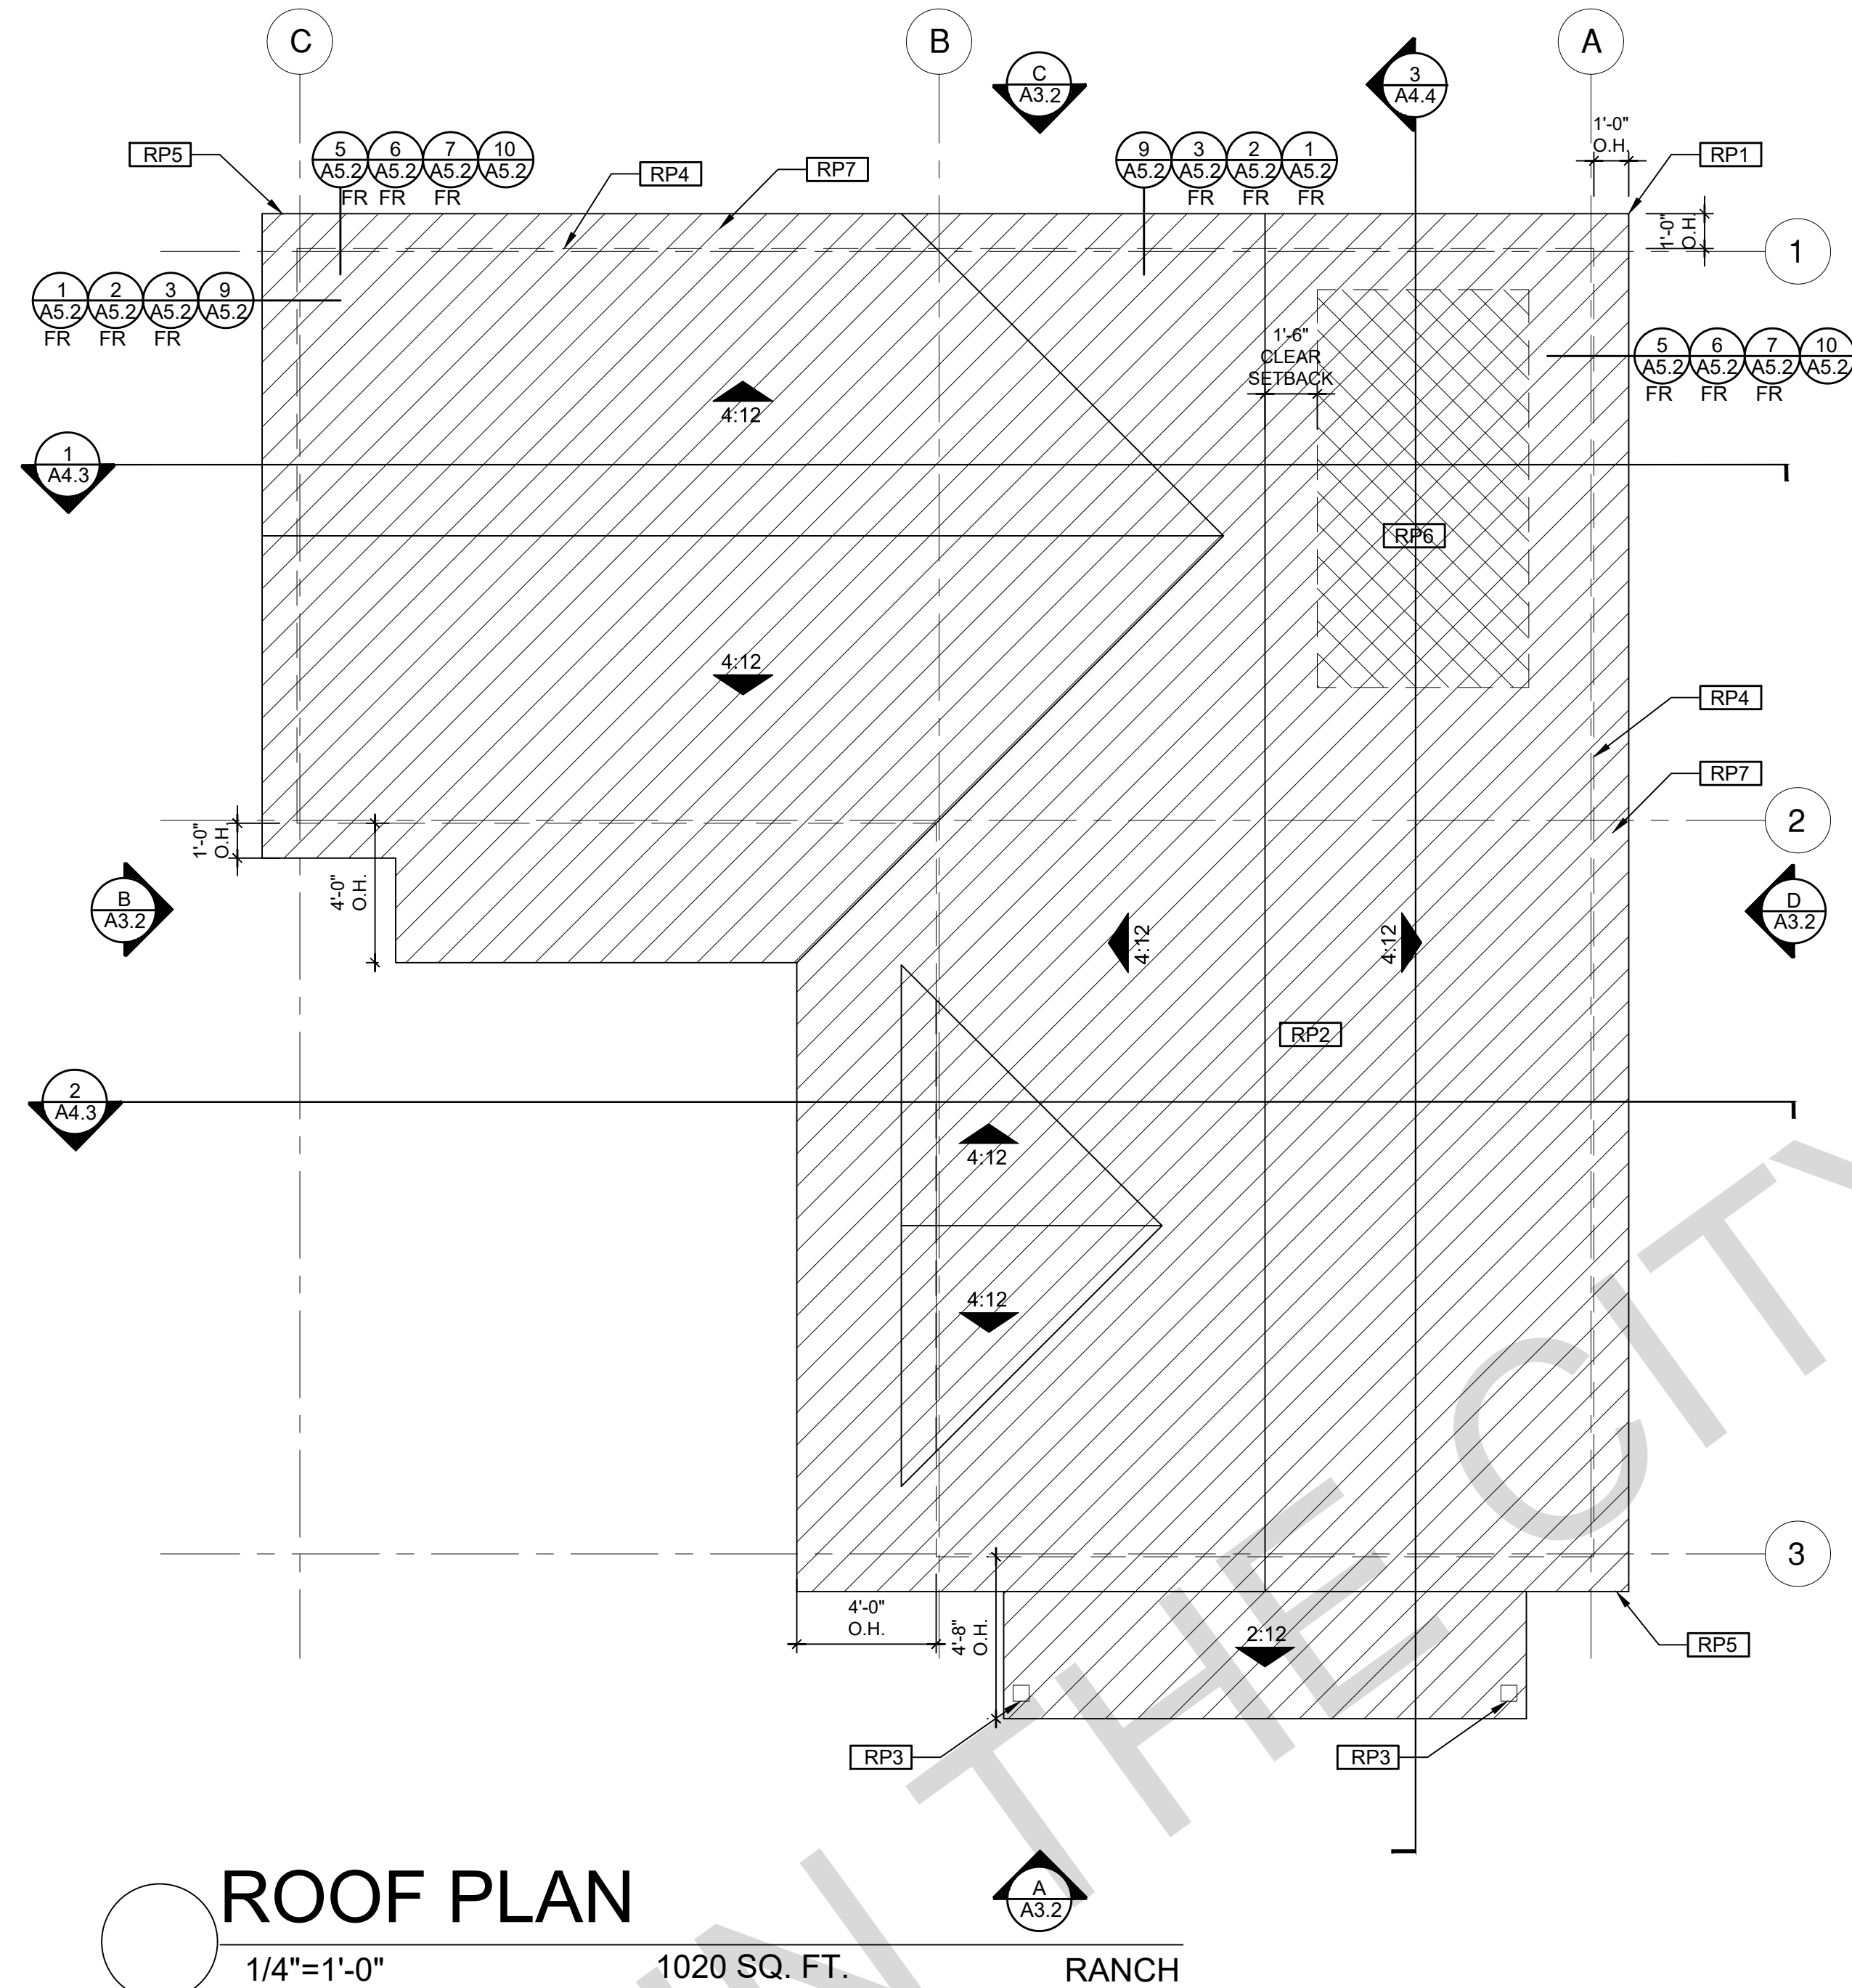 C
B
A
C
A3.2
3
A4.4
1'-0"
O.H.
RP5
5
A5.2
FR
6
A5.2
FR
7
A5.2
FR
10
A5.2
RP4
RP7
9
A5.2
3
A5.2
FR
2
A5.2
FR
1
A5.2
FR
RP1
1'-0"
O.H.
1
1
A5.2
FR
2
A5.2
FR
3
A5.2
FR
9
A5.2
1'-6"
CLEAR
SETBACK
5
A5.2
FR
6
A5.2
FR
7
A5.2
FR
10
A5.2
4:12
1
A4.3
RP6
4:12
RP4
RP7
1'-0"
O.H.
2
4'-0"
O.H.
B
A3.2
4:12
4:12
D
A3.2
RP2
2
A4.3
4:12
4:12
3
4'-0"
O.H.
4'-8"
O.H.
2:12
RP5
RP3
RP3
A
A3.2
ROOF PLAN
1/4"=1'-0"
1020 SQ. FT.
RANCH
THE CITY